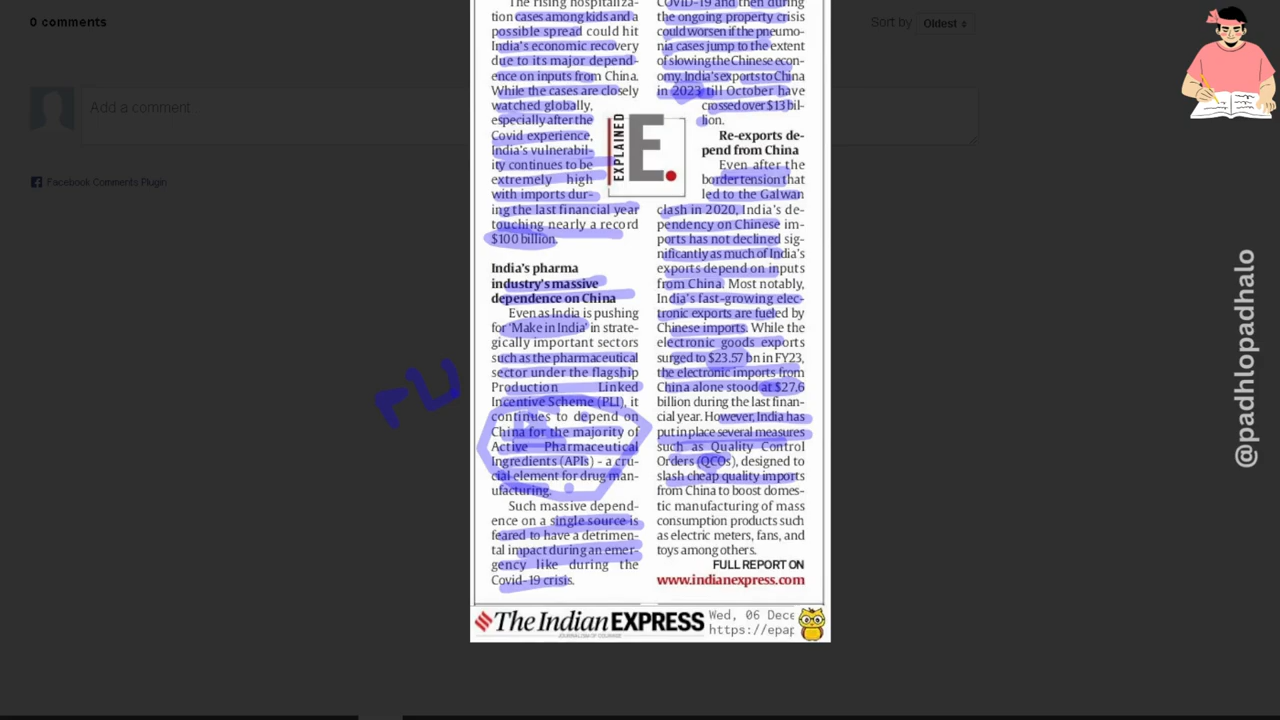 0 comments
Sort by
Oldest
Add a comment
Facebook Comments Plugin
The rising hospitaliza-
tion cases among kids and a
possible spread could hit
India's economic recovery
due to its major depend-
ence on inputs from China.
While the cases are closely
watched globally,
especially after the
Covid experience,
India's vulnerabil-
ity continues to be
extremely high
with imports dur-
ing the last financial year
touching nearly a record
$100 billion.
India's pharma
industry's massive
dependence on China
Even as India is pushing
for 'Make in India' in strate-
gically important sectors
such as the pharmaceutical
sector under the flagship
Production Linked
Incentive Scheme (PLI), it
continues to depend on
China for the majority of
Active Pharmaceutical
Ingredients (APIs) - a cru-
cial element for drug man-
ufacturing.
Such massive depend-
ence on a single source is
feared to have a detrimen-
tal impact during an emer-
gency like during the
Covid-19 crisis.
COVID-19 and then during
the ongoing property crisis
could worsen if the pneumo-
nia cases jump to the extent
of slowing the Chinese econ-
omy. India's exports to China
in 2023 till October have
crossed over $13 bil-
lion.
EXPLAINED
E.
Re-exports de-
pend from China
Even after the
border tension that
led to the Galwan
clash in 2020, India's de-
pendency on Chinese im-
ports has not declined sig-
nificantly as much of India's
exports depend on inputs
from China. Most notably,
India's fast-growing elec-
tronic exports are fueled by
Chinese imports. While the
electronic goods exports
surged to $23.57 bn in FY23,
the electronic imports from
China alone stood at $27.6
billion during the last finan-
cial year. However, India has
put in place several measures
such as Quality Control
Orders (QCOs), designed to
slash cheap quality imports
from China to boost domes-
tic manufacturing of mass
consumption products such
as electric meters, fans, and
toys among others.
FULL REPORT ON
www.indianexpress.com
The Indian EXPRESS
JOURNALISM OF COURAGE
Wed, 06 Dece
https://epap
@padhlopadhalo